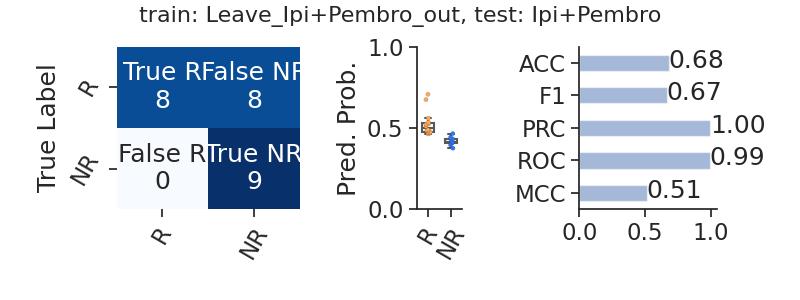 train: Leave_Ipi+Pembro_out, test: Ipi+Pembro
True Label
R
NR
True R
8
False NR
8
False R
0
True NR
9
R
NR
Pred. Prob.
1.0
0.5
0.0
R
NR
ACC
0.68
F1
0.67
PRC
1.00
ROC
0.99
MCC
0.51
0.0
0.5
1.0